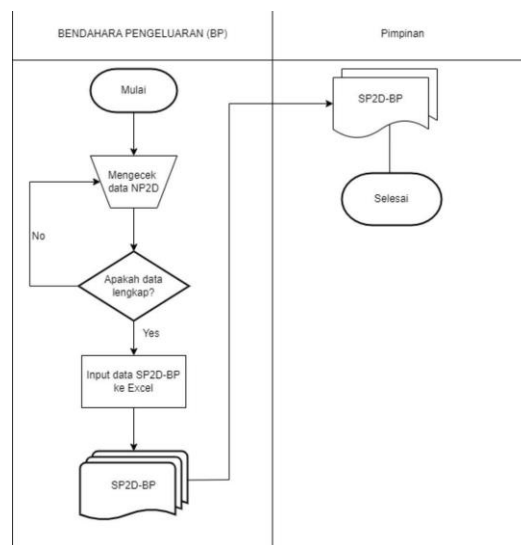 BENDAHARA PENGELUARAN (BP)
Pimpinan
Mulai
Mengecek
data NP2D
No
Apakah data
lengkap?
Yes
Input data SP2D-BP
ke Excel
SP2D-BP
SP2D-BP
Selesai